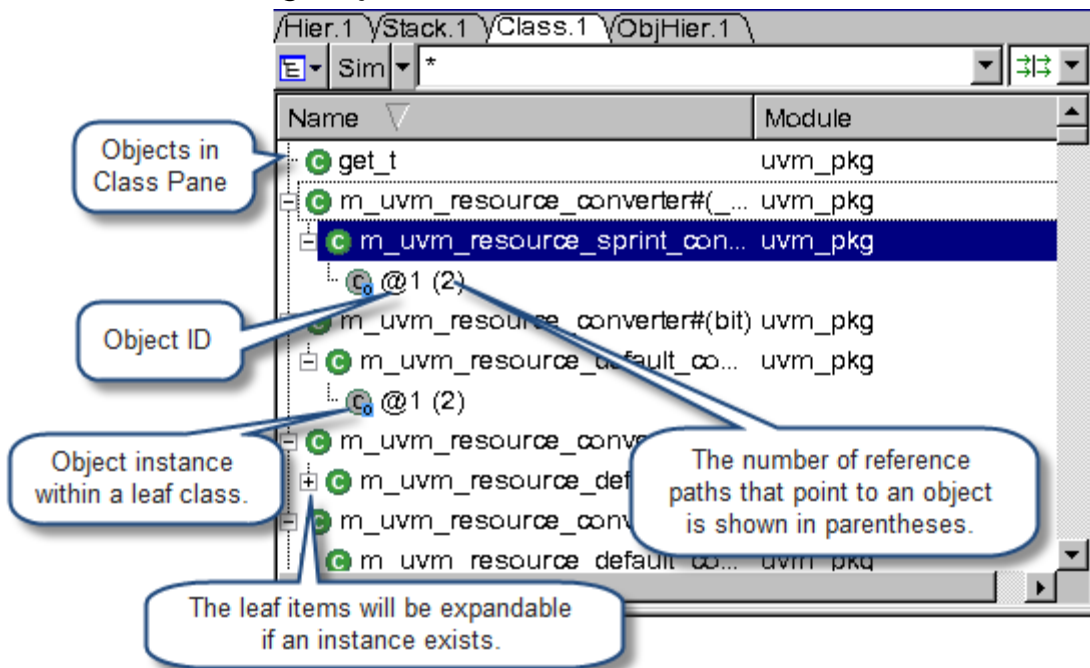 Hier.1 Stack.1 Class.1 ObjHier.1
Sim *
Name Module
Objects in
Class Pane
get_t uvm_pkg
m_uvm_resource_converter#(_... uvm_pkg
m_uvm_resource_sprint_con... uvm_pkg
@1 (2)
Object ID
m_uvm_resource_converter#(bit) uvm_pkg
m_uvm_resource_default_co... uvm_pkg
@1 (2)
Object instance
within a leaf class.
m_uvm_resource_conve
m_uvm_resource_def
m_uvm_resource_conv
m_uvm_resource_default_co... uvm_pkg
The number of reference
paths that point to an object
is shown in parentheses.
The leaf items will be expandable
if an instance exists.